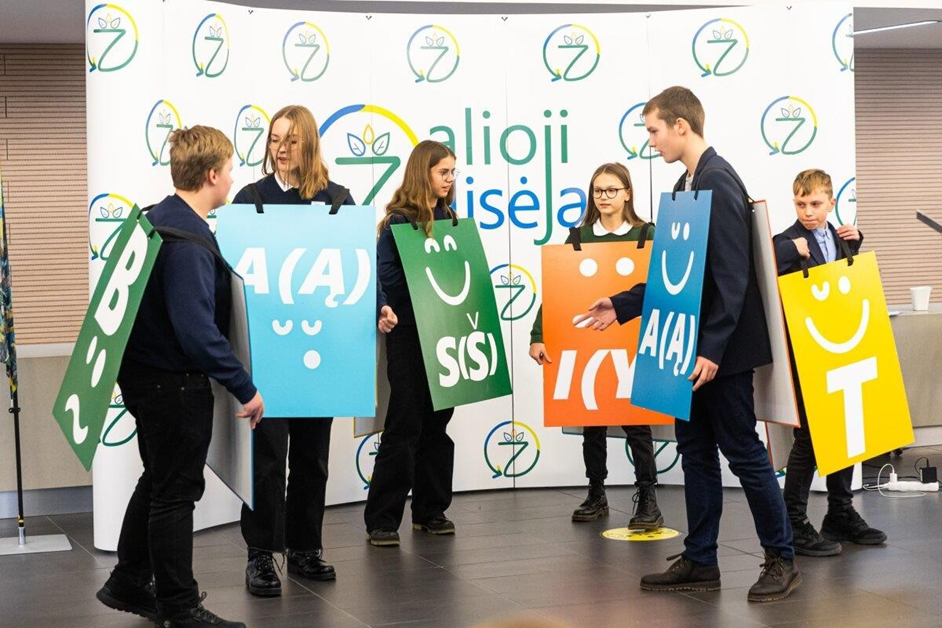 Ž
alioji
isėja
B
A(Ą)
S(Š)
I(Y
A(Ą)
T